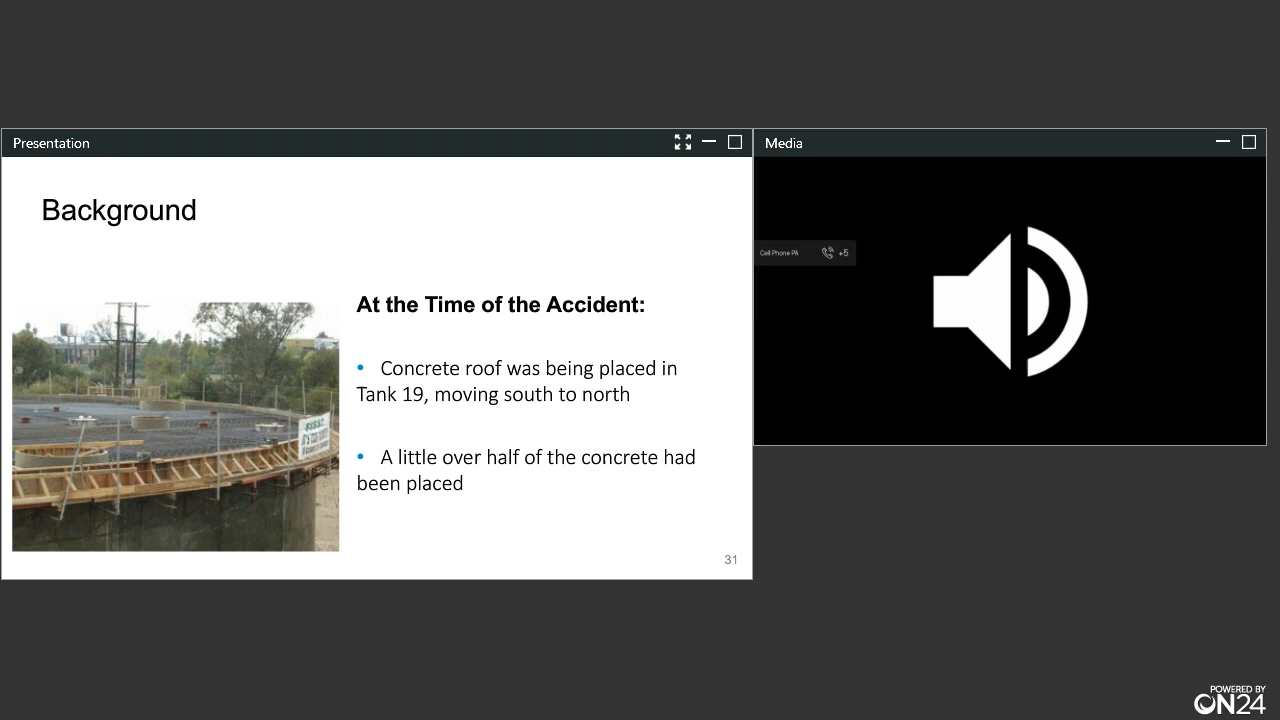 Presentation
Media
Background
Cell Phone PA
+5
At the Time of the Accident:
• Concrete roof was being placed in
Tank 19, moving south to north
• A little over half of the concrete had
been placed
31
POWERED BY
ON24